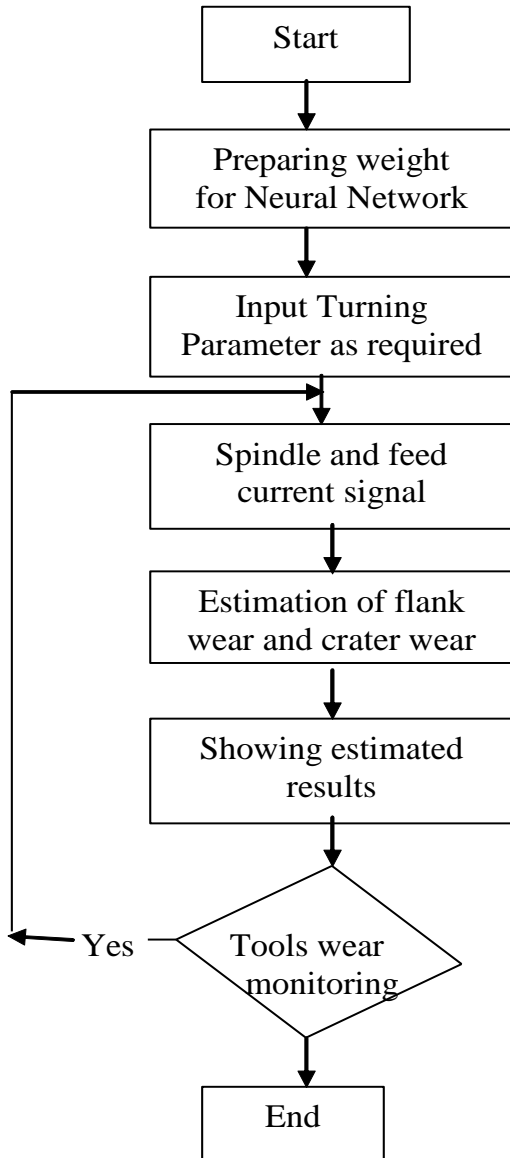 Start
Preparing weight
for Neural Network
Input Turning
Parameter as required
Spindle and feed
current signal
Estimation of flank
wear and crater wear
Showing estimated
results
Yes
Tools wear
monitoring
End